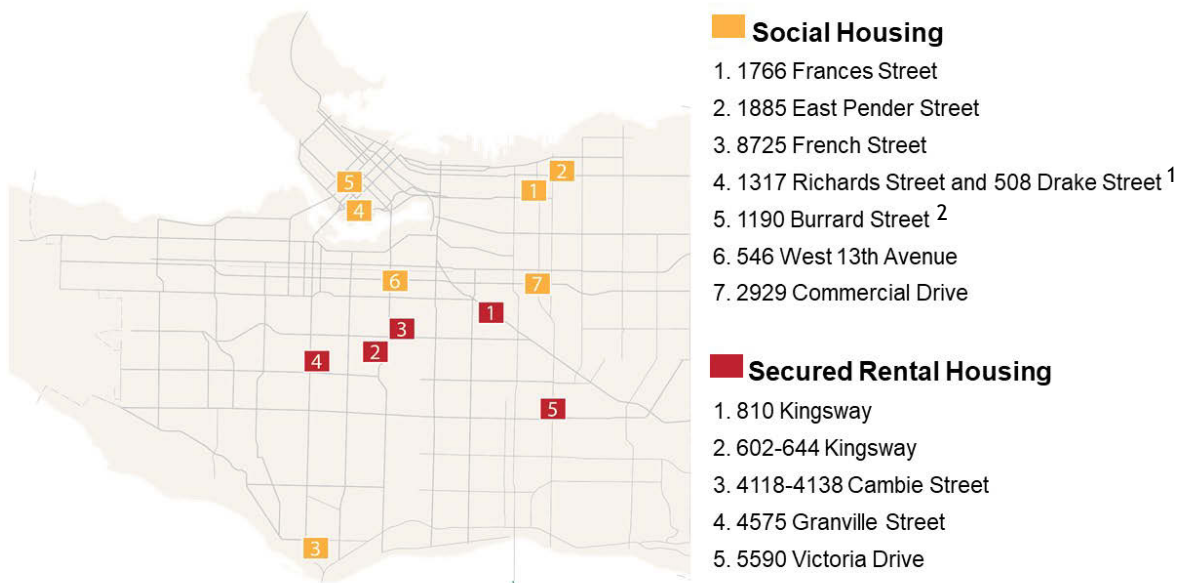 5
4
2
1
6
7
1
3
2
4
5
3
Social Housing
1. 1766 Frances Street
2. 1885 East Pender Street
3. 8725 French Street
4. 1317 Richards Street and 508 Drake Street 1
5. 1190 Burrard Street 2
6. 546 West 13th Avenue
7. 2929 Commercial Drive
Secured Rental Housing
1. 810 Kingsway
2. 602-644 Kingsway
3. 4118-4138 Cambie Street
4. 4575 Granville Street
5. 5590 Victoria Drive